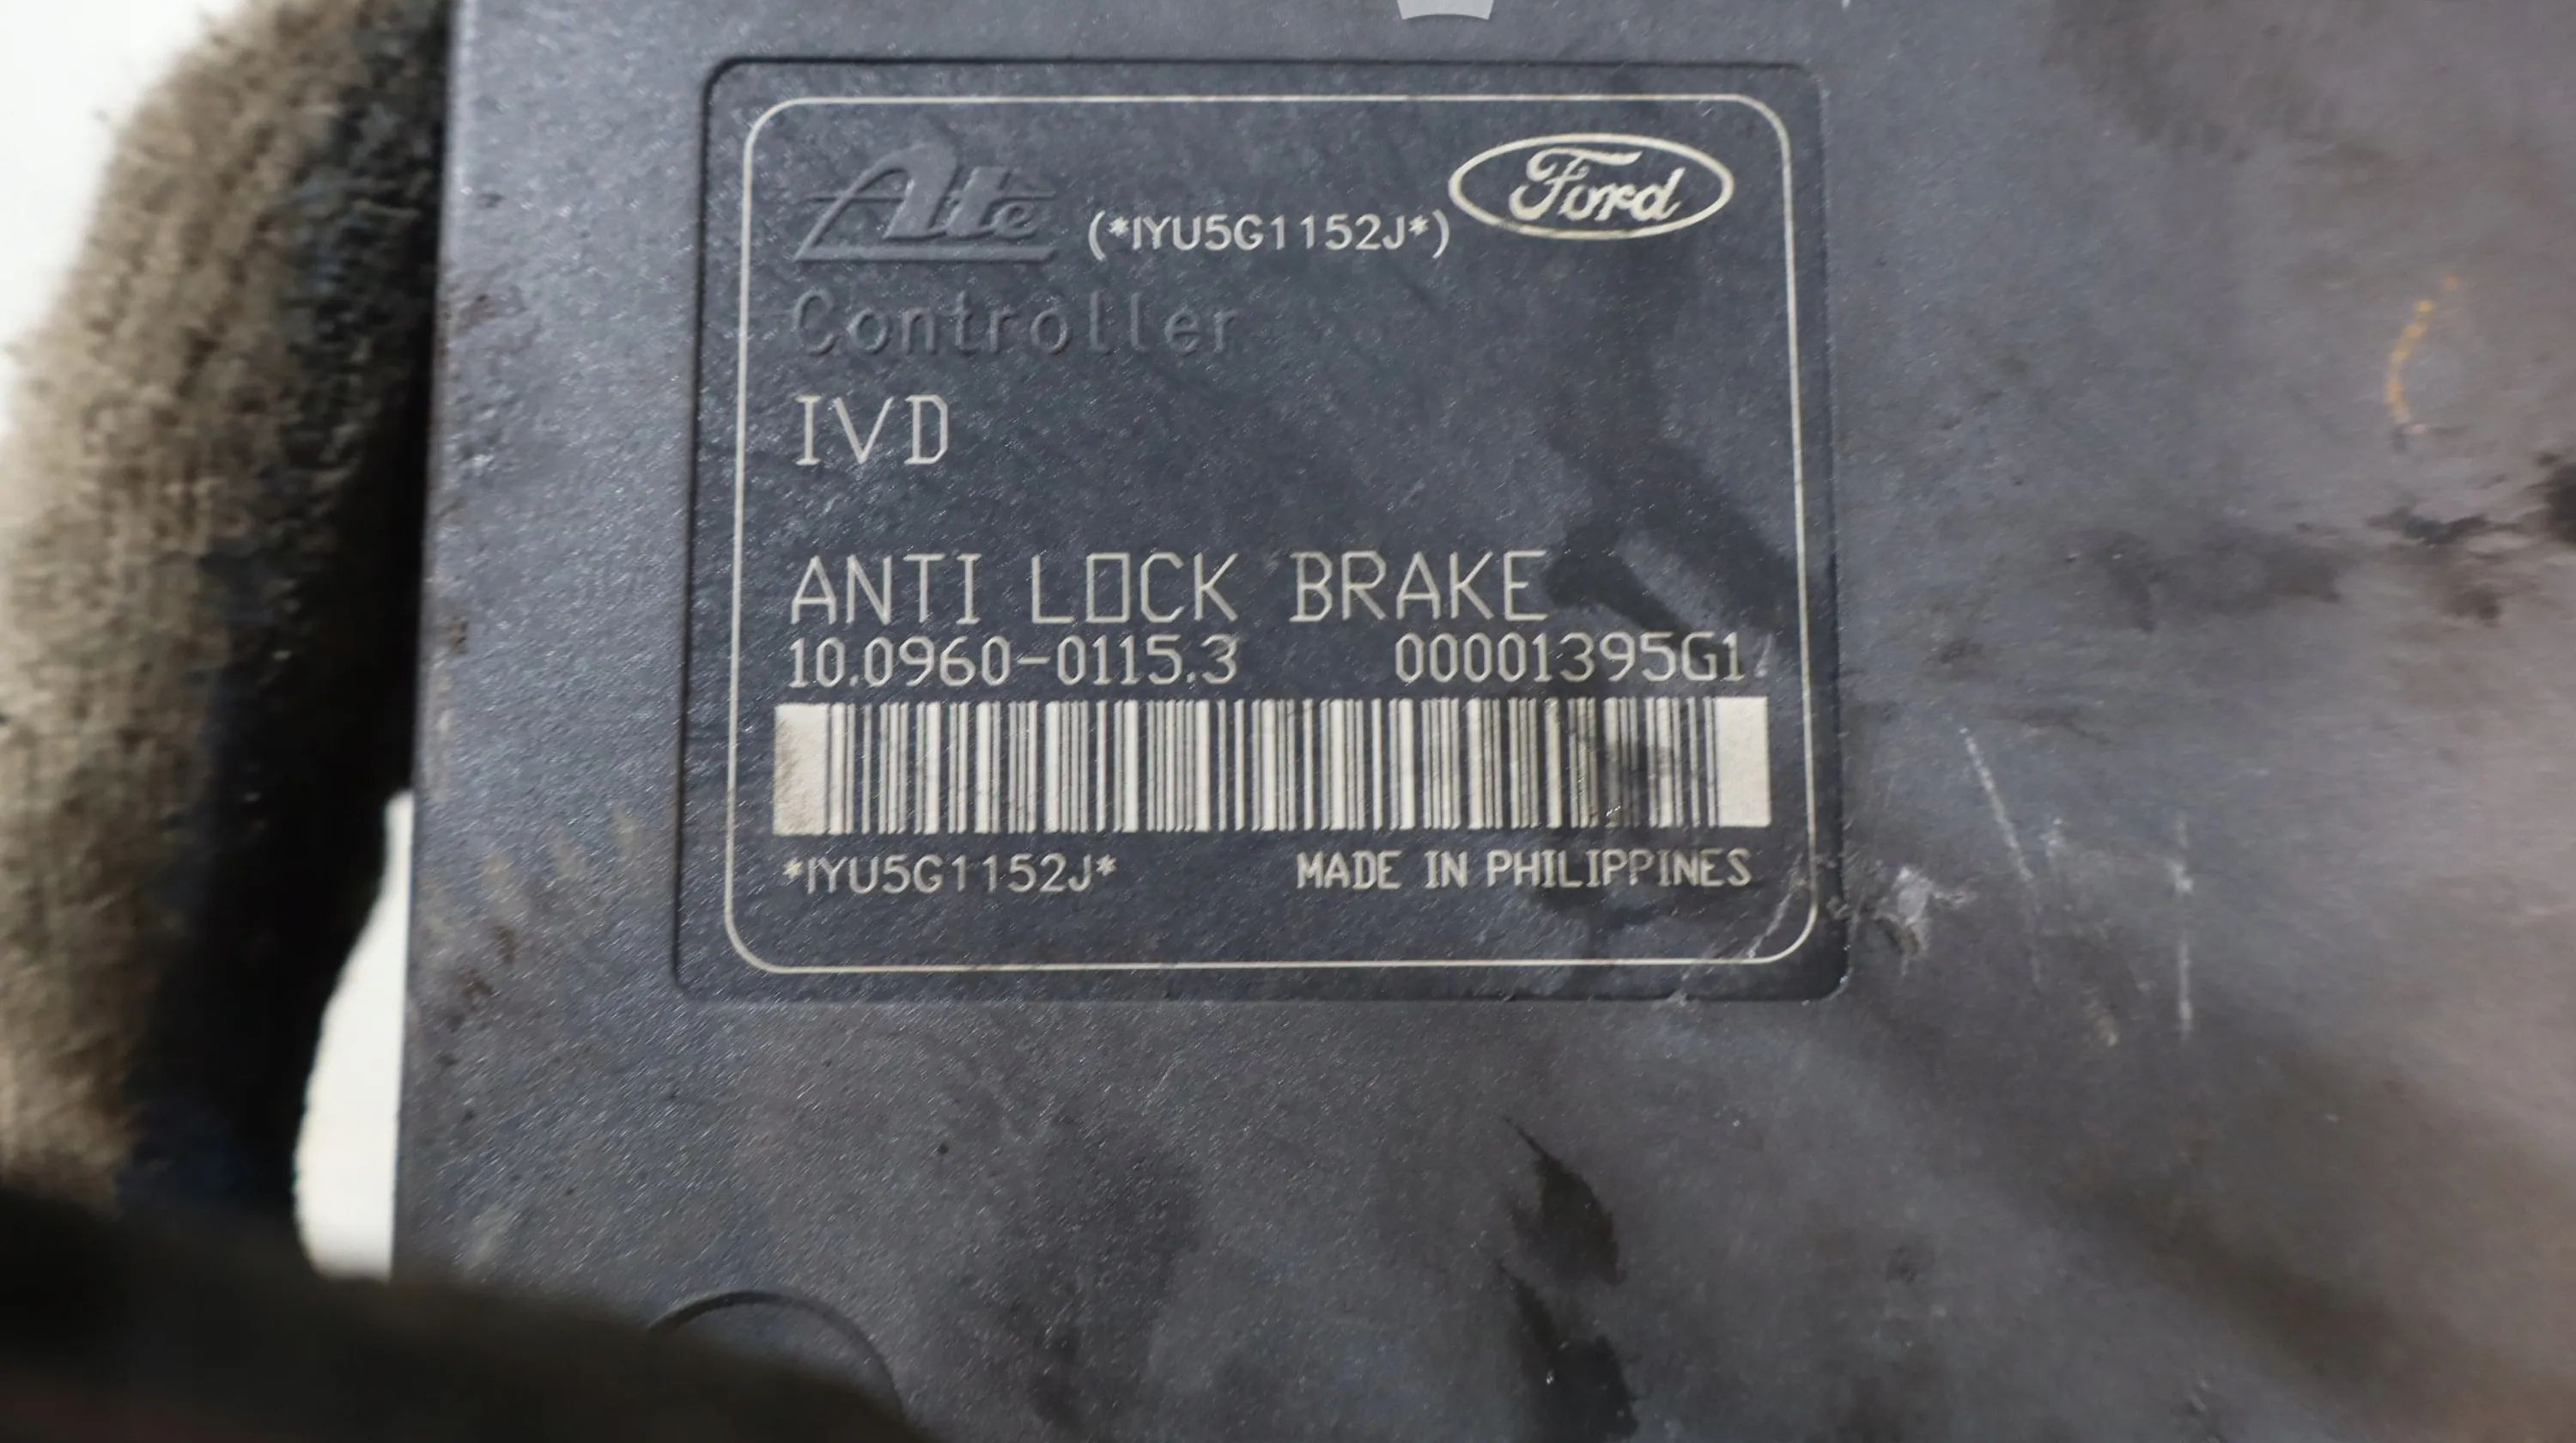 Ate (*IYU5G1152J*) Ford
Controller
IVD
ANTI LOCK BRAKE
10.0960-0115.3 00001395G1
*IYU5G1152J* MADE IN PHILIPPINES